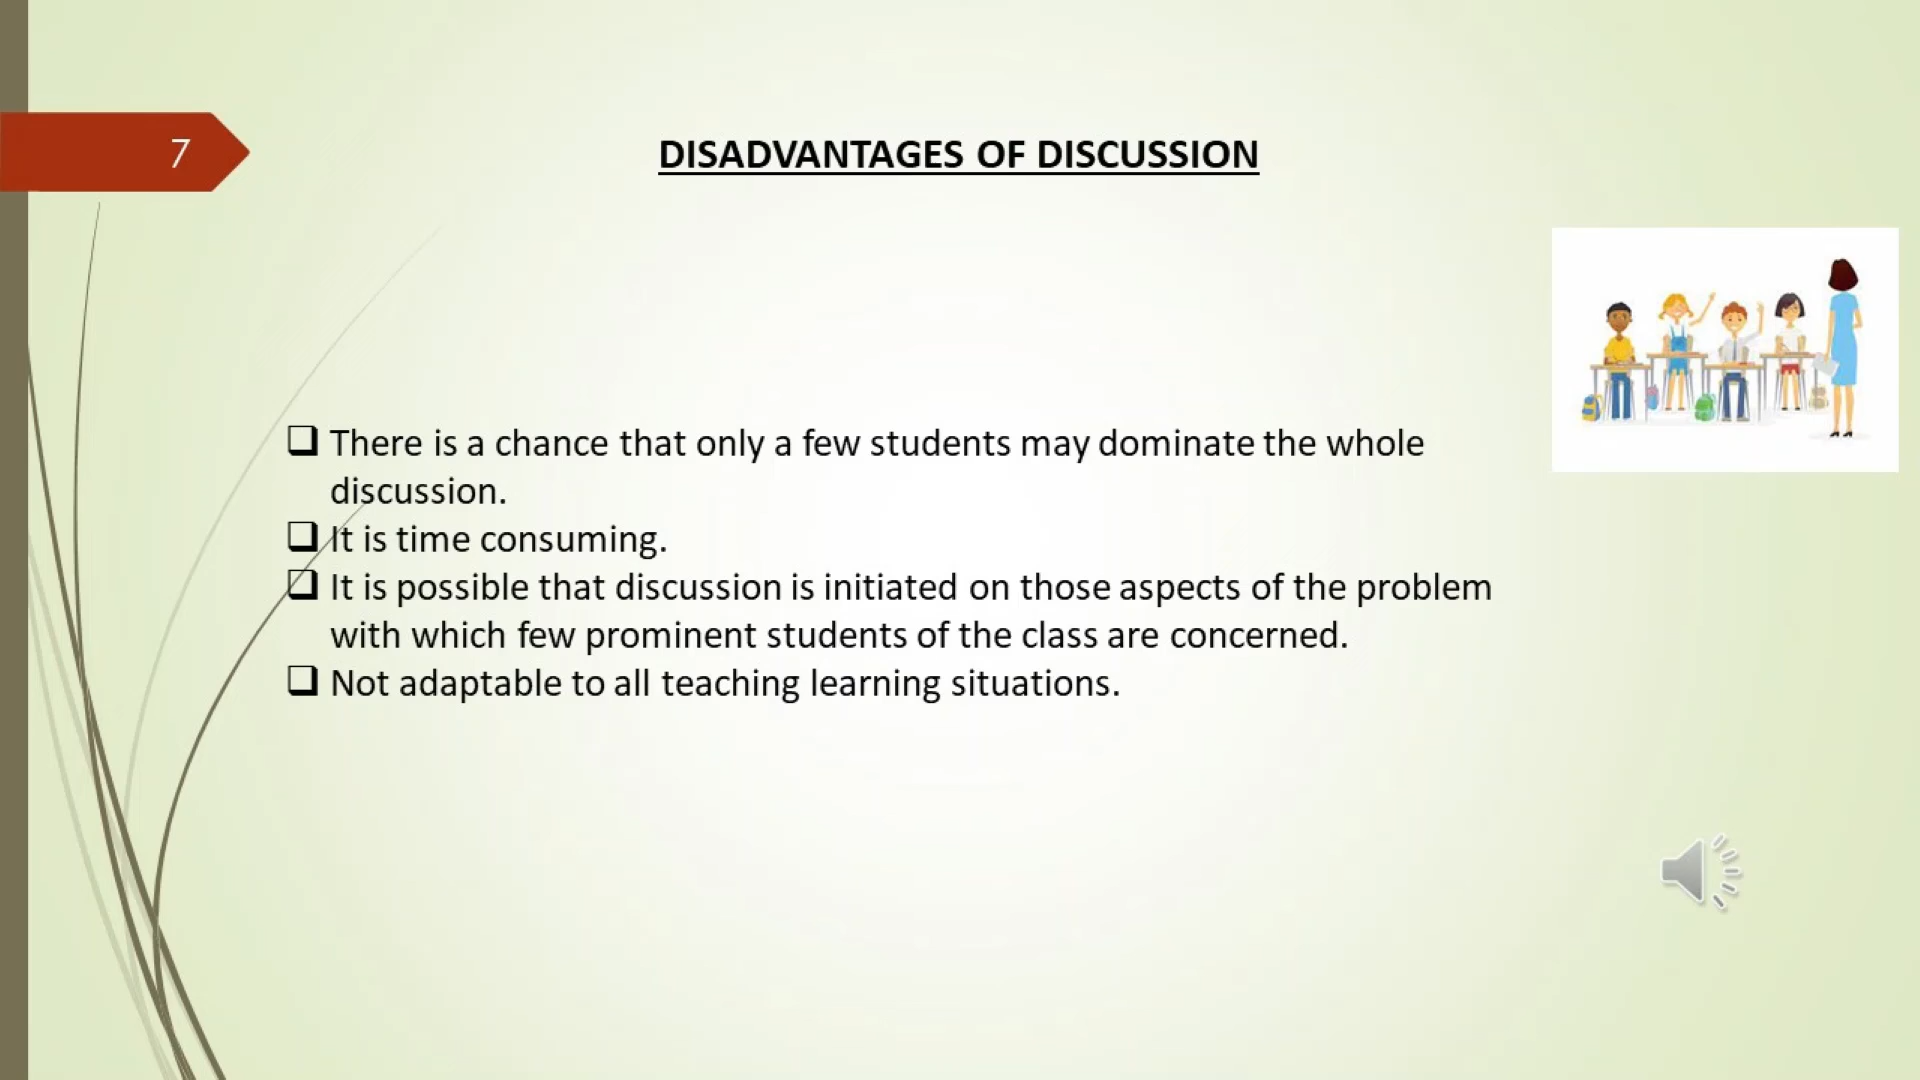 7
DISADVANTAGES OF DISCUSSION
There is a chance that only a few students may dominate the whole
discussion.
It is time consuming.
It is possible that discussion is initiated on those aspects of the problem
with which few prominent students of the class are concerned.
Not adaptable to all teaching learning situations.